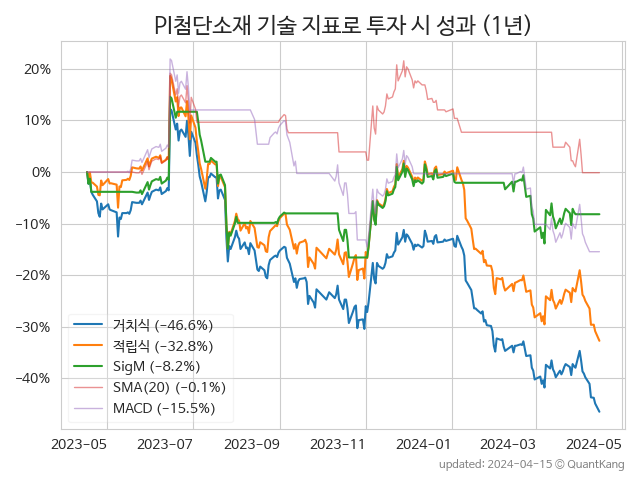 PI첨단소재 기술 지표로 투자 시 성과 (1년)
20%
10%
0%
−10%
−20%
−30%
−40%
거치식 (−46.6%)
적립식 (−32.8%)
SigM (−8.2%)
SMA(20) (−0.1%)
MACD (−15.5%)
2023−05 2023−07 2023−09 2023−11 2024−01 2024−03 2024−05
updated: 2024−04−15 ⓒ QuantKang